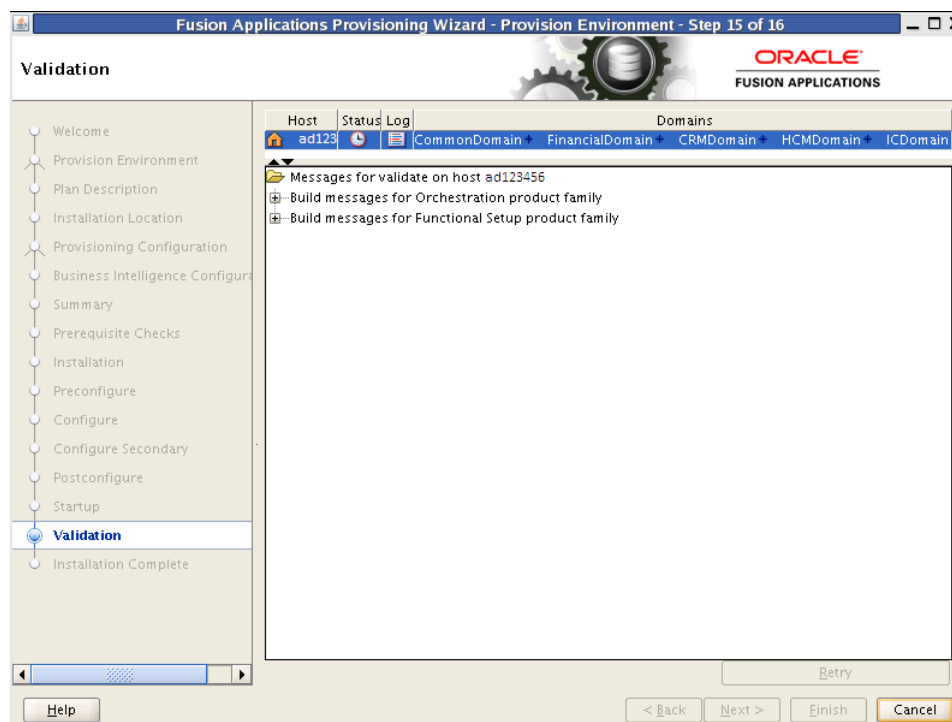 Fusion Applications Provisioning Wizard - Provision Environment - Step 15 of 16
Validation
ORACLE
FUSION APPLICATIONS
Welcome
Provision Environment
Plan Description
Installation Location
Provisioning Configuration
Business Intelligence Configura
Summary
Prerequisite Checks
Installation
Preconfigure
Configure
Configure Secondary
Postconfigure
Startup
Validation
Installation Complete
Host Status Log Domains
ad123 CommonDomain+ FinancialDomain+ CRMDomain+ HCMDomain+ ICDomain
Messages for validate on host ad123456
Build messages for Orchestration product family
Build messages for Functional Setup product family
Retry
Help < Back Next > Finish Cancel